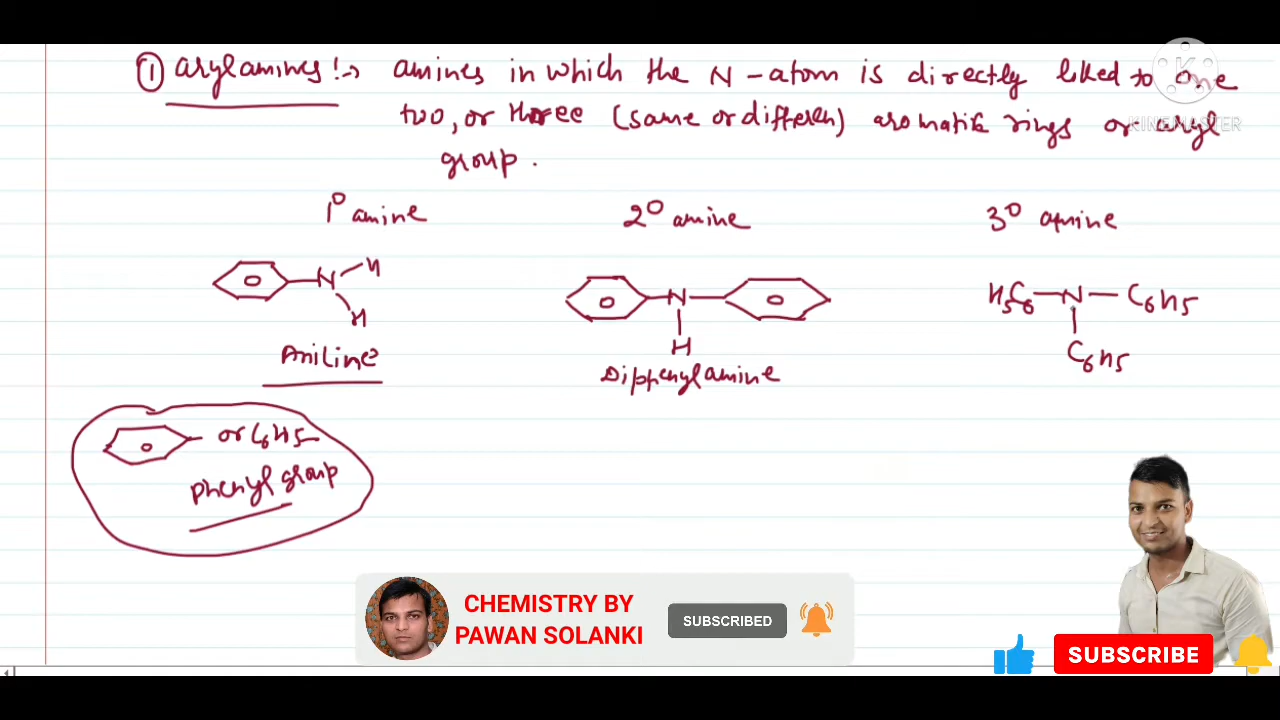 ① arylamines :→ amines in which the N-atom is directly liked to one
two, or three (same or differen) aromatic rings or aryl
group.
1° amine 2° amine 3° amine
N H H
N H
H5C6 N C6H5 C6H5
Aniline
Dipphenylamine
or C6H5
phenyl group
KINEMASTER
CHEMISTRY BY
PAWAN SOLANKI
SUBSCRIBED
SUBSCRIBE